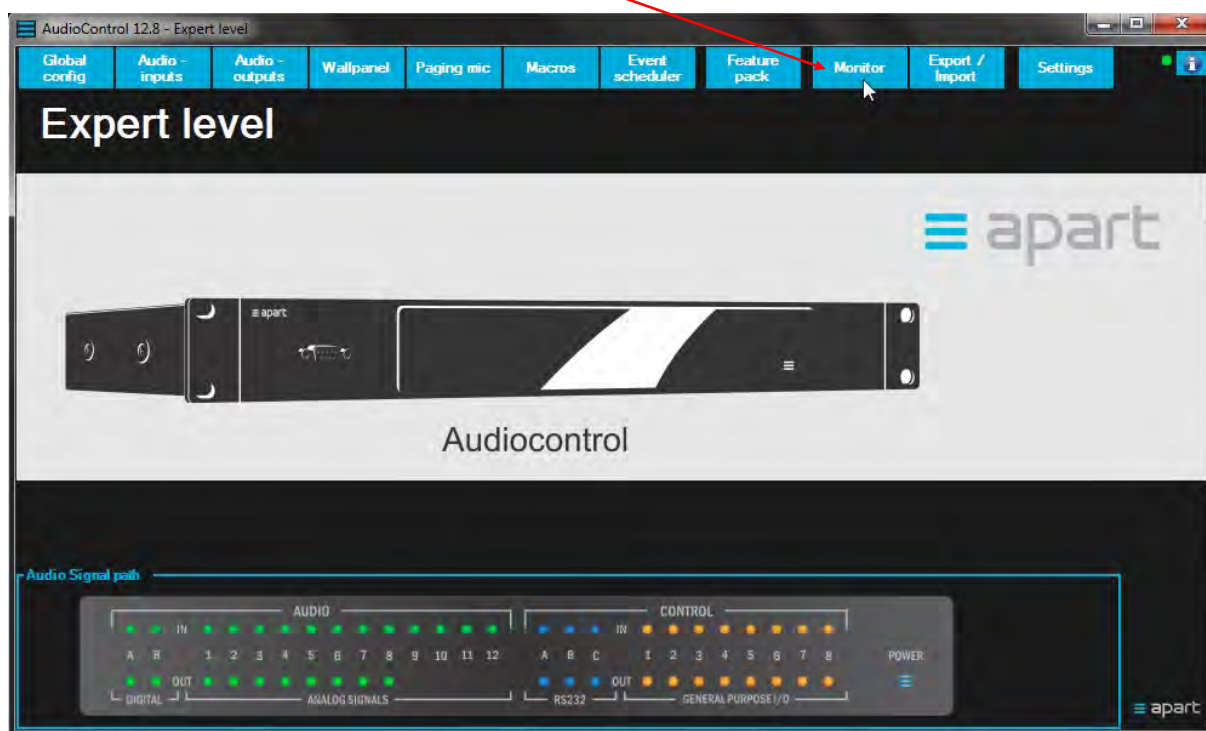 AudioControl 12.8 - Expert level
Global config
Audio - inputs
Audio - outputs
Wallpanel
Paging mic
Macros
Event scheduler
Feature pack
Monitor
Export / Import
Settings
Expert level
apart
apart
Audiocontrol
Audio Signal path
AUDIO
CONTROL
IN
IN
A B 1 2 3 4 5 6 7 8 9 10 11 12 A B C 1 2 3 4 5 6 7 8 POWER
OUT
OUT
DIGITAL
ANALOG SIGNALS
RS232
GENERAL PURPOSE I/O
apart